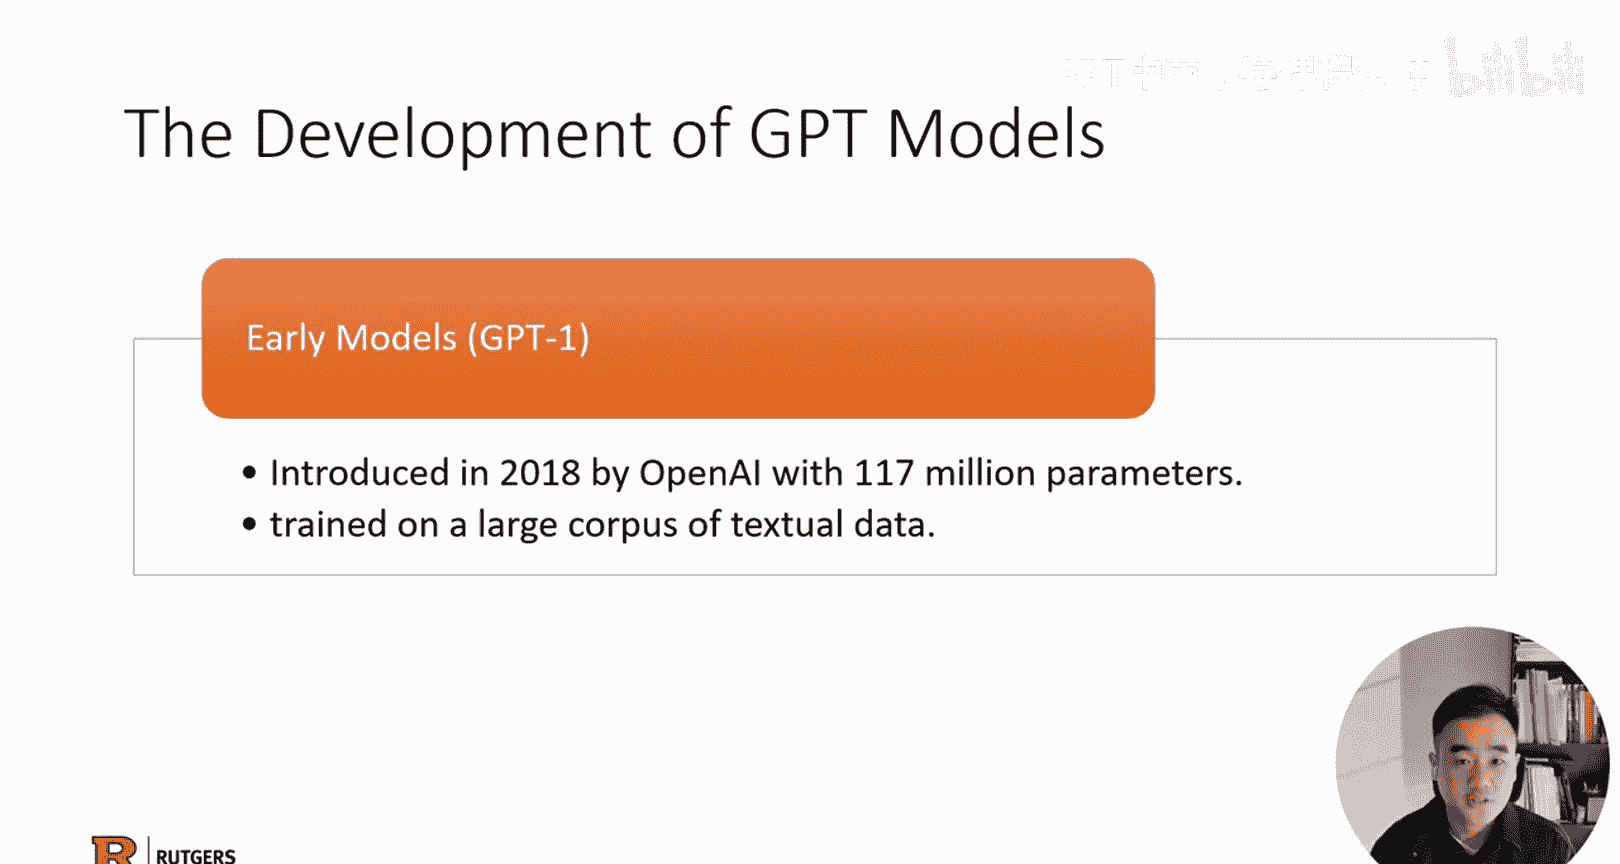 bilibili
The Development of GPT Models
Early Models (GPT-1)
• Introduced in 2018 by OpenAI with 117 million parameters.
• trained on a large corpus of textual data.
R RUTGERS